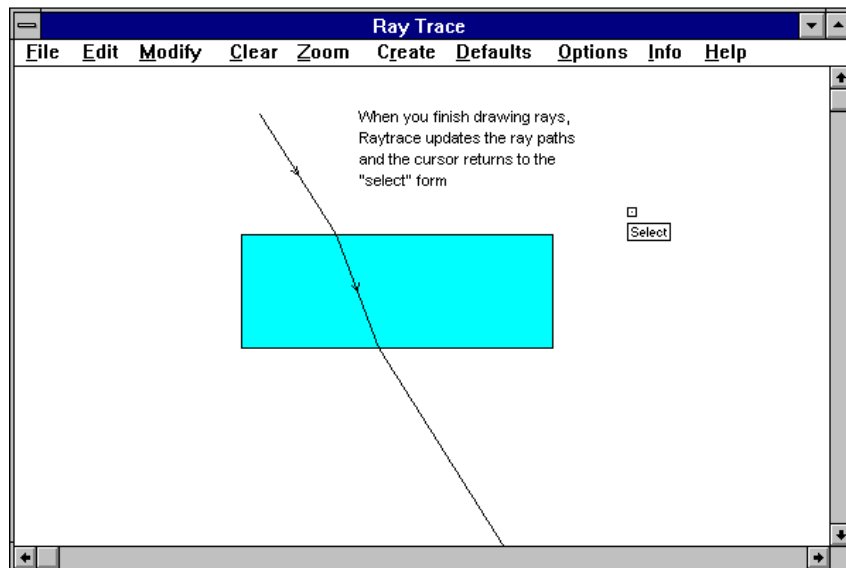 Ray Trace
File Edit Modify Clear Zoom Create Defaults Options Info Help
When you finish drawing rays,
Raytrace updates the ray paths
and the cursor returns to the
"select" form
Select